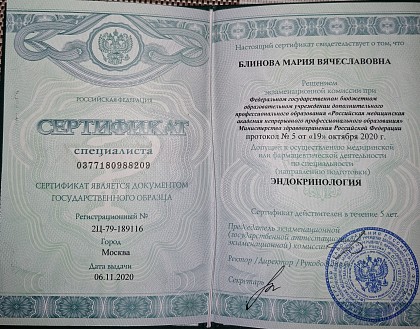 РОССИЙСКАЯ ФЕДЕРАЦИЯ
СЕРТИФИКАТ
специалиста
0377180988209
СЕРТИФИКАТ ЯВЛЯЕТСЯ ДОКУМЕНТОМ
ГОСУДАРСТВЕННОГО ОБРАЗЦА
Регистрационный №
2Ц-79-189116
Город
Москва
Дата выдачи
06.11.2020
Настоящий сертификат свидетельствует о том, что
БЛИНОВА МАРИЯ ВЯЧЕСЛАВОВНА
Решением
экзаменационной комиссии при
Федеральном государственном бюджетном
образовательном учреждении дополнительного
профессионального образования «Российская медицинская
академия непрерывного профессионального образования»
Министерства здравоохранения Российской Федерации
протокол № 5 от «19» октября 2020 г.
Допущен к осуществлению медицинской
или фармацевтической деятельности
по специальности
(направлению подготовки)
ЭНДОКРИНОЛОГИЯ
Сертификат действителен в течение 5 лет.
Председатель экзаменационной
(государственной аттестационной,
экзаменационной) комиссии
Ректор / Директор / Руководитель
Секретарь